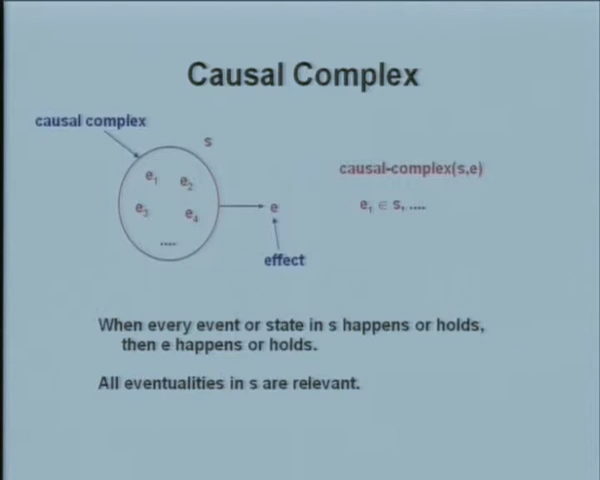 Causal Complex
causal complex
s
e₁ e₂
e₃ e₄
....
e
effect
causal-complex(s,e)
e₁ ∈ s, ....
When every event or state in s happens or holds,
then e happens or holds.
All eventualities in s are relevant.